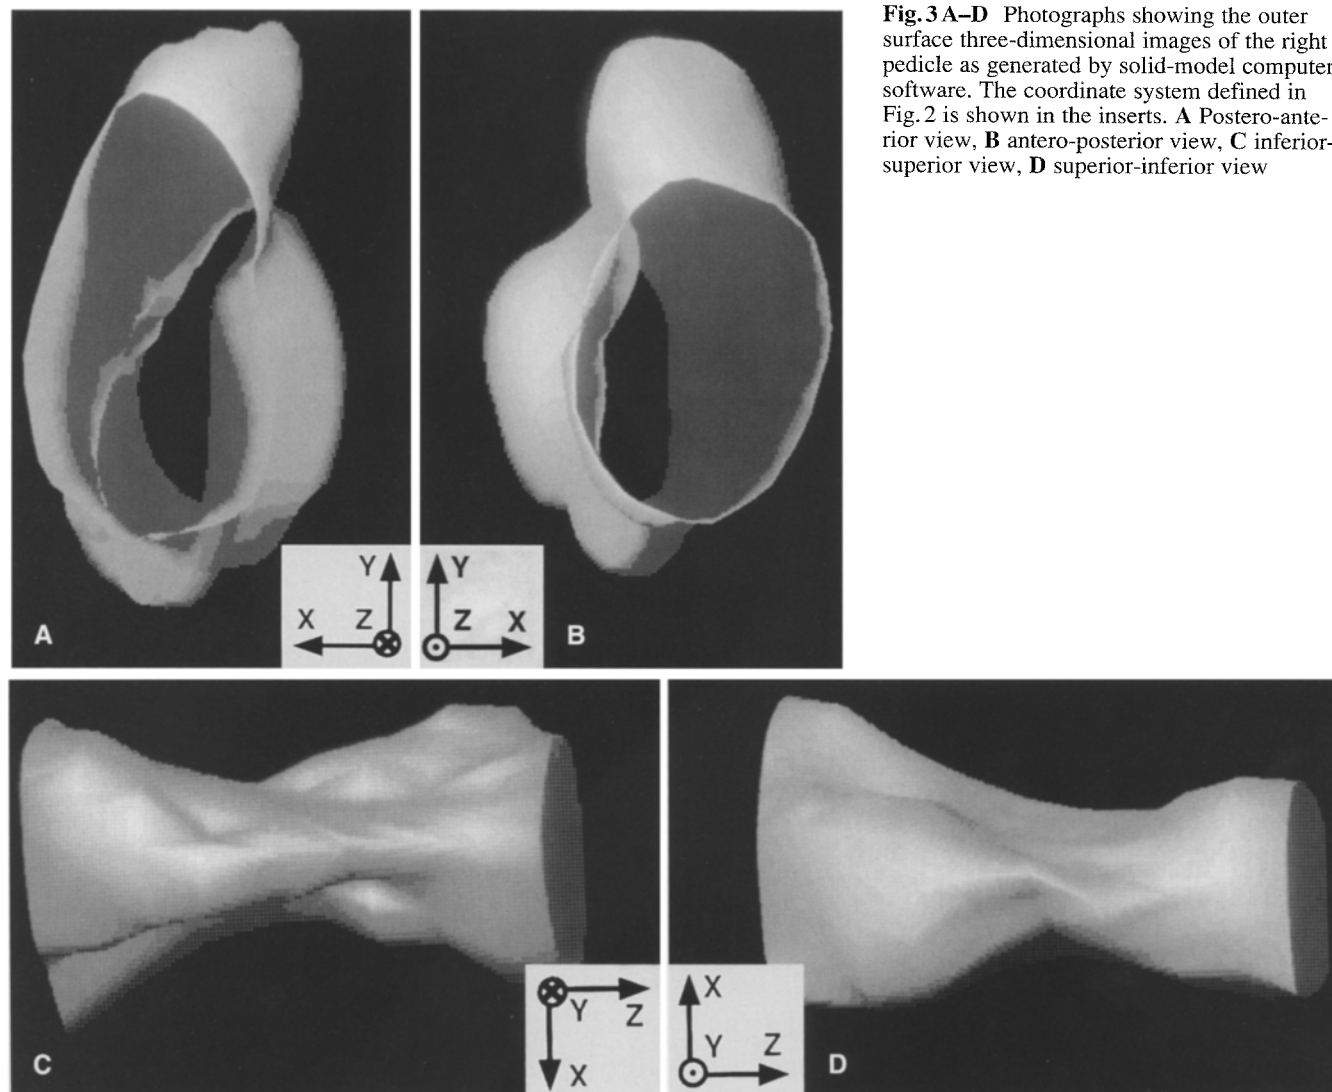 Fig. 3 A–D Photographs showing the outer
surface three-dimensional images of the right
pedicle as generated by solid-model computer
software. The coordinate system defined in
Fig. 2 is shown in the inserts. A Postero-ante-
rior view, B antero-posterior view, C inferior-
superior view, D superior-inferior view
Y
X Z
A
Y
Z X
B
Y Z
X
C
X
Y Z
D